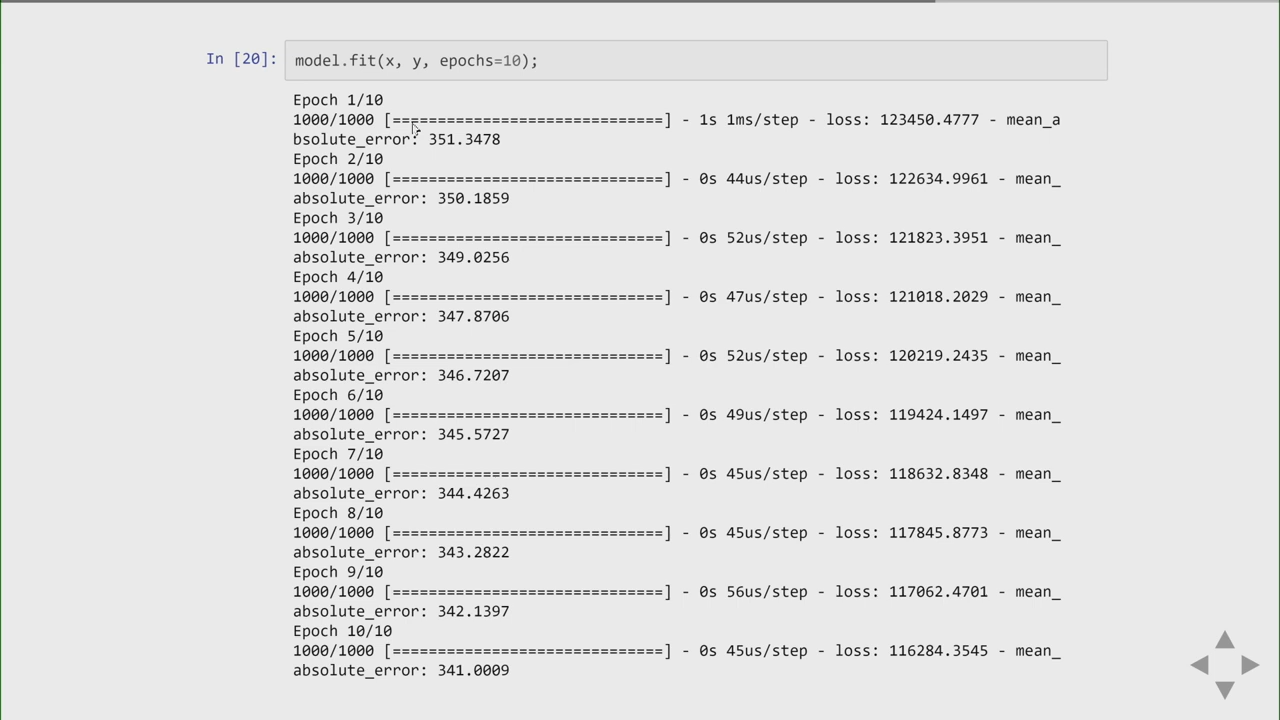 In [20]: model.fit(x, y, epochs=10);
Epoch 1/10
1000/1000 [==============================] - 1s 1ms/step - loss: 123450.4777 - mean_a
bsolute_error: 351.3478
Epoch 2/10
1000/1000 [==============================] - 0s 44us/step - loss: 122634.9961 - mean_
absolute_error: 350.1859
Epoch 3/10
1000/1000 [==============================] - 0s 52us/step - loss: 121823.3951 - mean_
absolute_error: 349.0256
Epoch 4/10
1000/1000 [==============================] - 0s 47us/step - loss: 121018.2029 - mean_
absolute_error: 347.8706
Epoch 5/10
1000/1000 [==============================] - 0s 52us/step - loss: 120219.2435 - mean_
absolute_error: 346.7207
Epoch 6/10
1000/1000 [==============================] - 0s 49us/step - loss: 119424.1497 - mean_
absolute_error: 345.5727
Epoch 7/10
1000/1000 [==============================] - 0s 45us/step - loss: 118632.8348 - mean_
absolute_error: 344.4263
Epoch 8/10
1000/1000 [==============================] - 0s 45us/step - loss: 117845.8773 - mean_
absolute_error: 343.2822
Epoch 9/10
1000/1000 [==============================] - 0s 56us/step - loss: 117062.4701 - mean_
absolute_error: 342.1397
Epoch 10/10
1000/1000 [==============================] - 0s 45us/step - loss: 116284.3545 - mean_
absolute_error: 341.0009